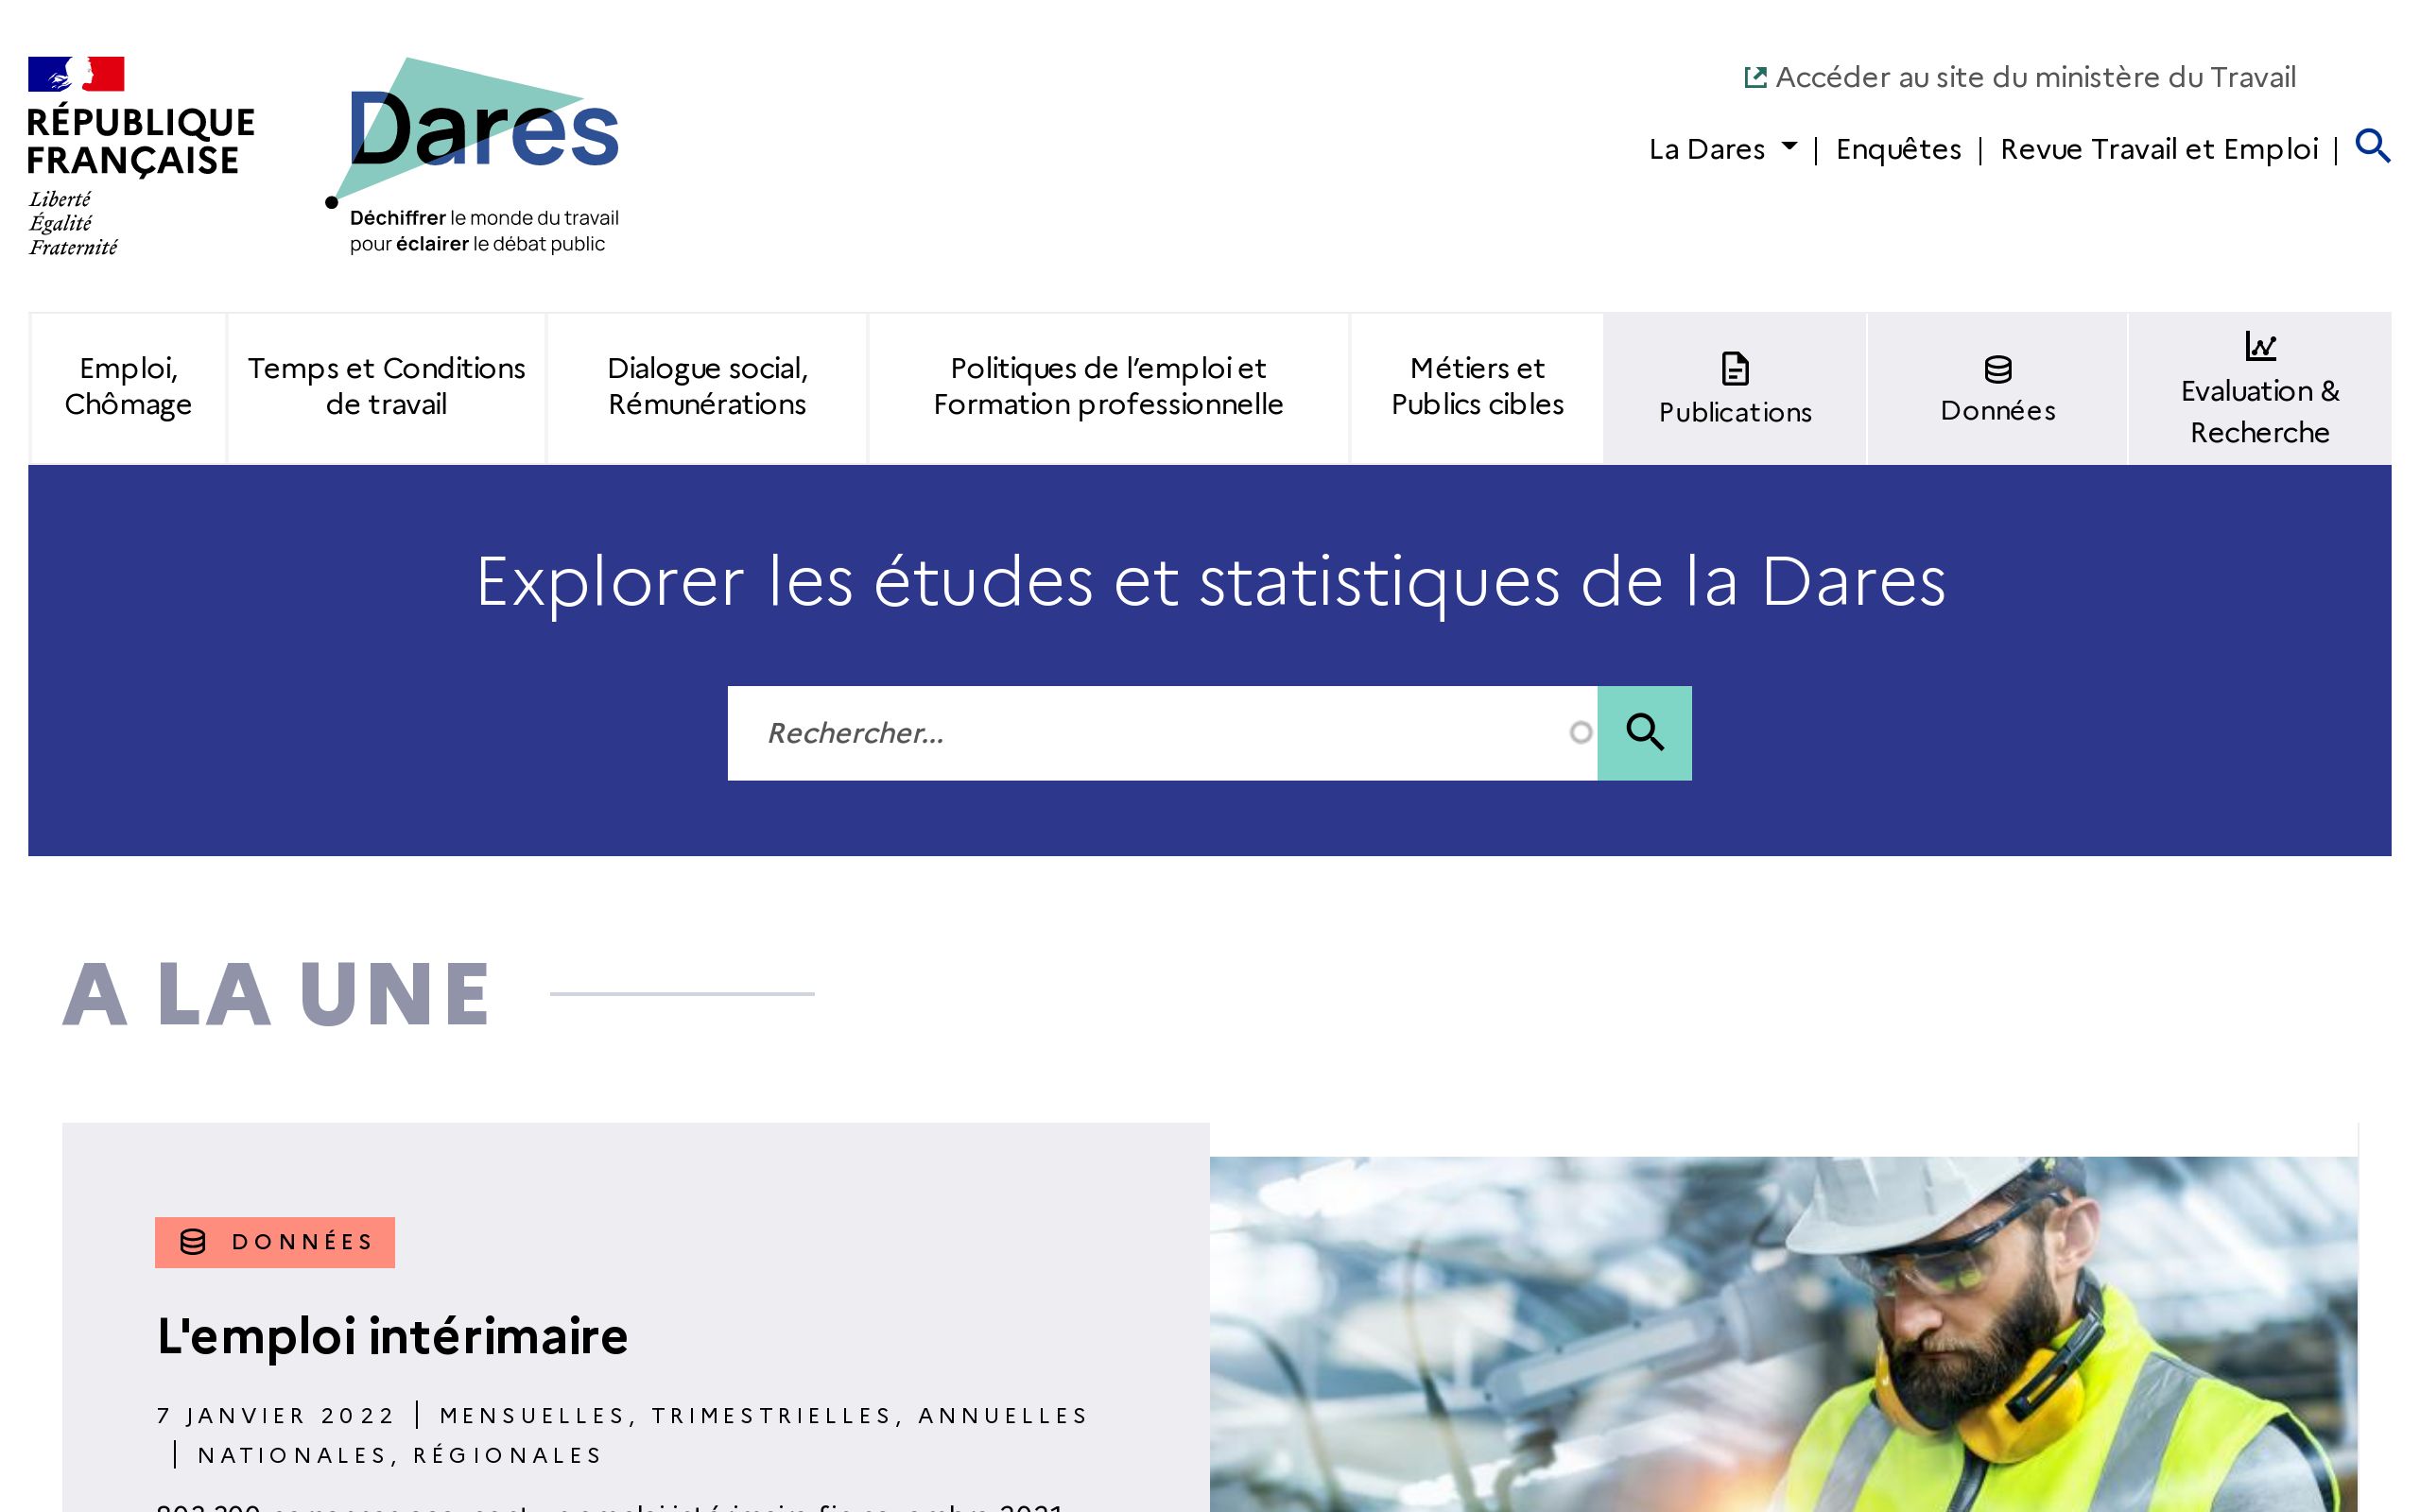 RÉPUBLIQUE
FRANÇAISE
Liberté
Égalité
Fraternité
Dares
Déchiffrer le monde du travail
pour éclairer le débat public
Accéder au site du ministère du Travail
La Dares | Enquêtes | Revue Travail et Emploi |
Emploi,
Chômage
Temps et Conditions
de travail
Dialogue social,
Rémunérations
Politiques de l’emploi et
Formation professionnelle
Métiers et
Publics cibles
Publications
Données
Evaluation &
Recherche
Explorer les études et statistiques de la Dares
Rechercher...
A LA UNE
DONNÉES
L'emploi intérimaire
7 JANVIER 2022 | MENSUELLES, TRIMESTRIELLES, ANNUELLES
| NATIONALES, RÉGIONALES